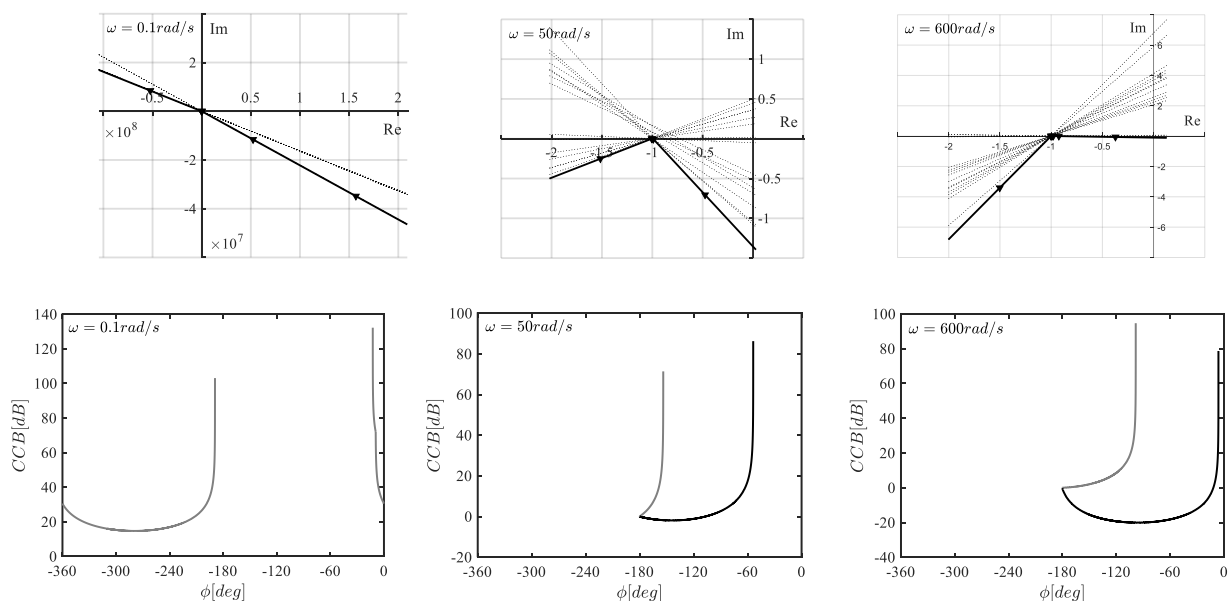 ω = 0.1rad/s
Im
2
-0.5
0
0.5
1
1.5
2
×10⁸
Re
-2
-4
×10⁷
ω = 50rad/s
Im
1
0.5
-2
-1.5
-1
-0.5
Re
-0.5
-1
ω = 600rad/s
Im
6
4
2
Re
-2
-1.5
-1
-0.5
-2
-4
-6
ω = 0.1rad/s
CCB[dB]
140
120
100
80
60
40
20
0
-360 -300 -240 -180 -120 -60 0
ϕ[deg]
ω = 50rad/s
CCB[dB]
100
80
60
40
20
0
-20
-360 -300 -240 -180 -120 -60 0
ϕ[deg]
ω = 600rad/s
CCB[dB]
100
80
60
40
20
0
-20
-40
-360 -300 -240 -180 -120 -60 0
ϕ[deg]